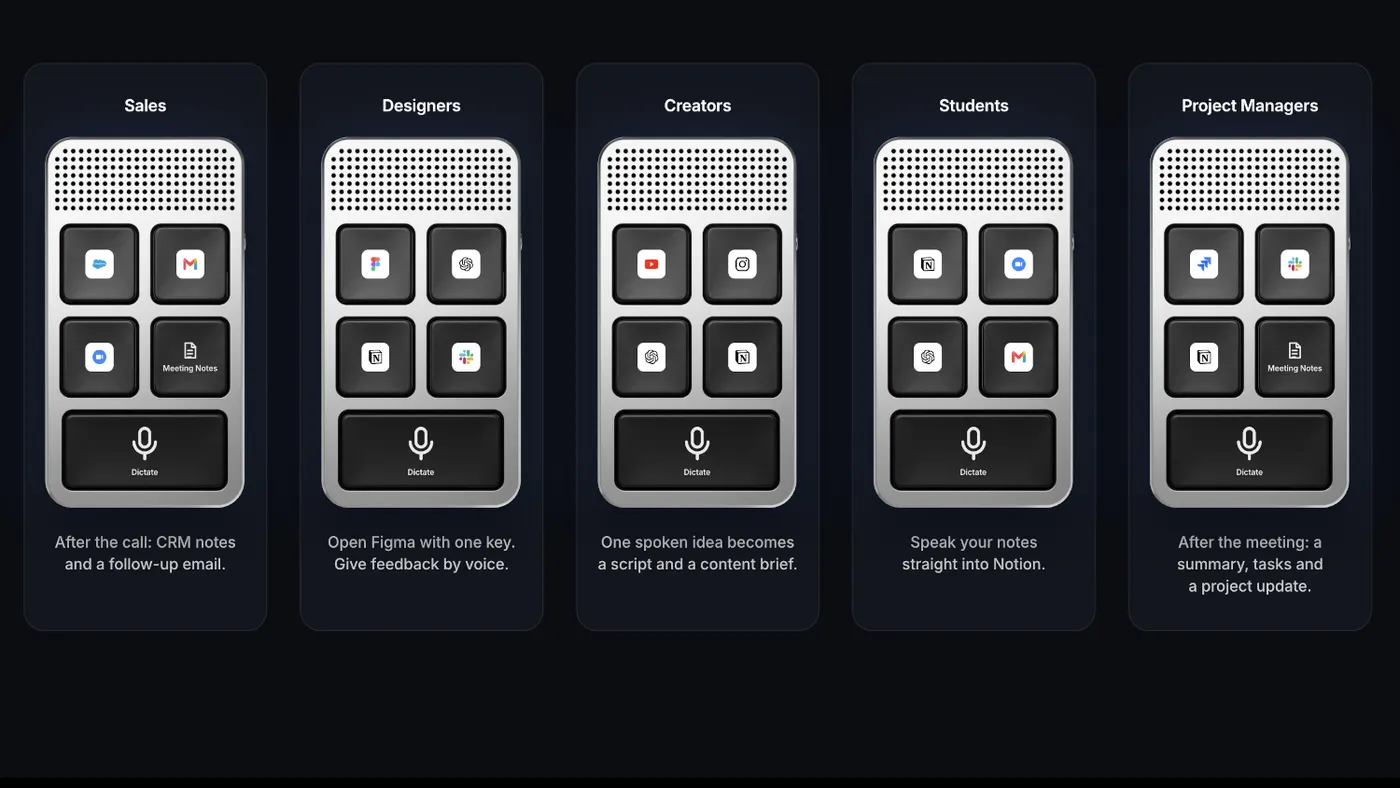 Sales
Meeting Notes
Dictate
After the call: CRM notes
and a follow-up email.
Designers
Dictate
Open Figma with one key.
Give feedback by voice.
Creators
Dictate
One spoken idea becomes
a script and a content brief.
Students
Dictate
Speak your notes
straight into Notion.
Project Managers
Meeting Notes
Dictate
After the meeting: a
summary, tasks and
a project update.